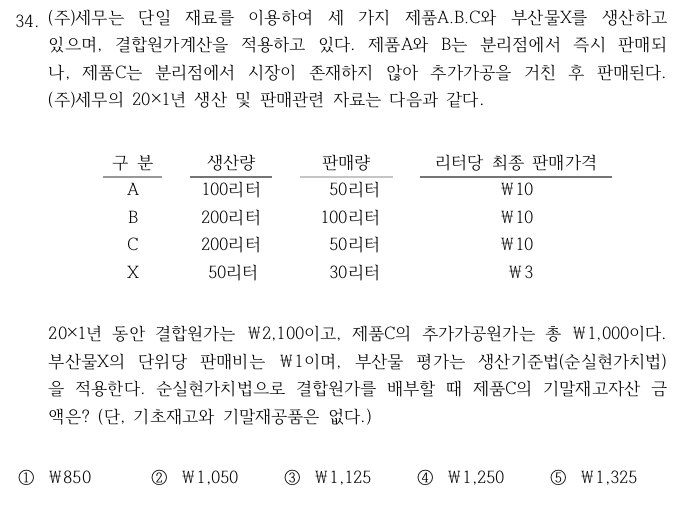 34. (주)세무는 단일 재료를 이용하여 세 가지 제품A.B.C와 부산물X를 생산하고
있으며, 결합원가계산을 적용하고 있다. 제품A와 B는 분리점에서 즉시 판매되
나, 제품C는 분리점에서 시장이 존재하지 않아 추가가공을 거친 후 판매된다.
(주)세무의 20×1년 생산 및 판매관련 자료는 다음과 같다.
구 분 생산량 판매량 리터당 최종 판매가격
A 100리터 50리터 ₩10
B 200리터 100리터 ₩10
C 200리터 50리터 ₩10
X 50리터 30리터 ₩3
20×1년 동안 결합원가는 ₩2,100이고, 제품C의 추가가공원가는 총 ₩1,000이다.
부산물X의 단위당 판매비는 ₩1이며, 부산물 평가는 생산기준법(순실현가치법)
을 적용한다. 순실현가치법으로 결합원가를 배부할 때 제품C의 기말재고자산 금
액은? (단, 기초재고와 기말재공품은 없다.)
① ₩850 ② ₩1,050 ③ ₩1,125 ④ ₩1,250 ⑤ ₩1,325